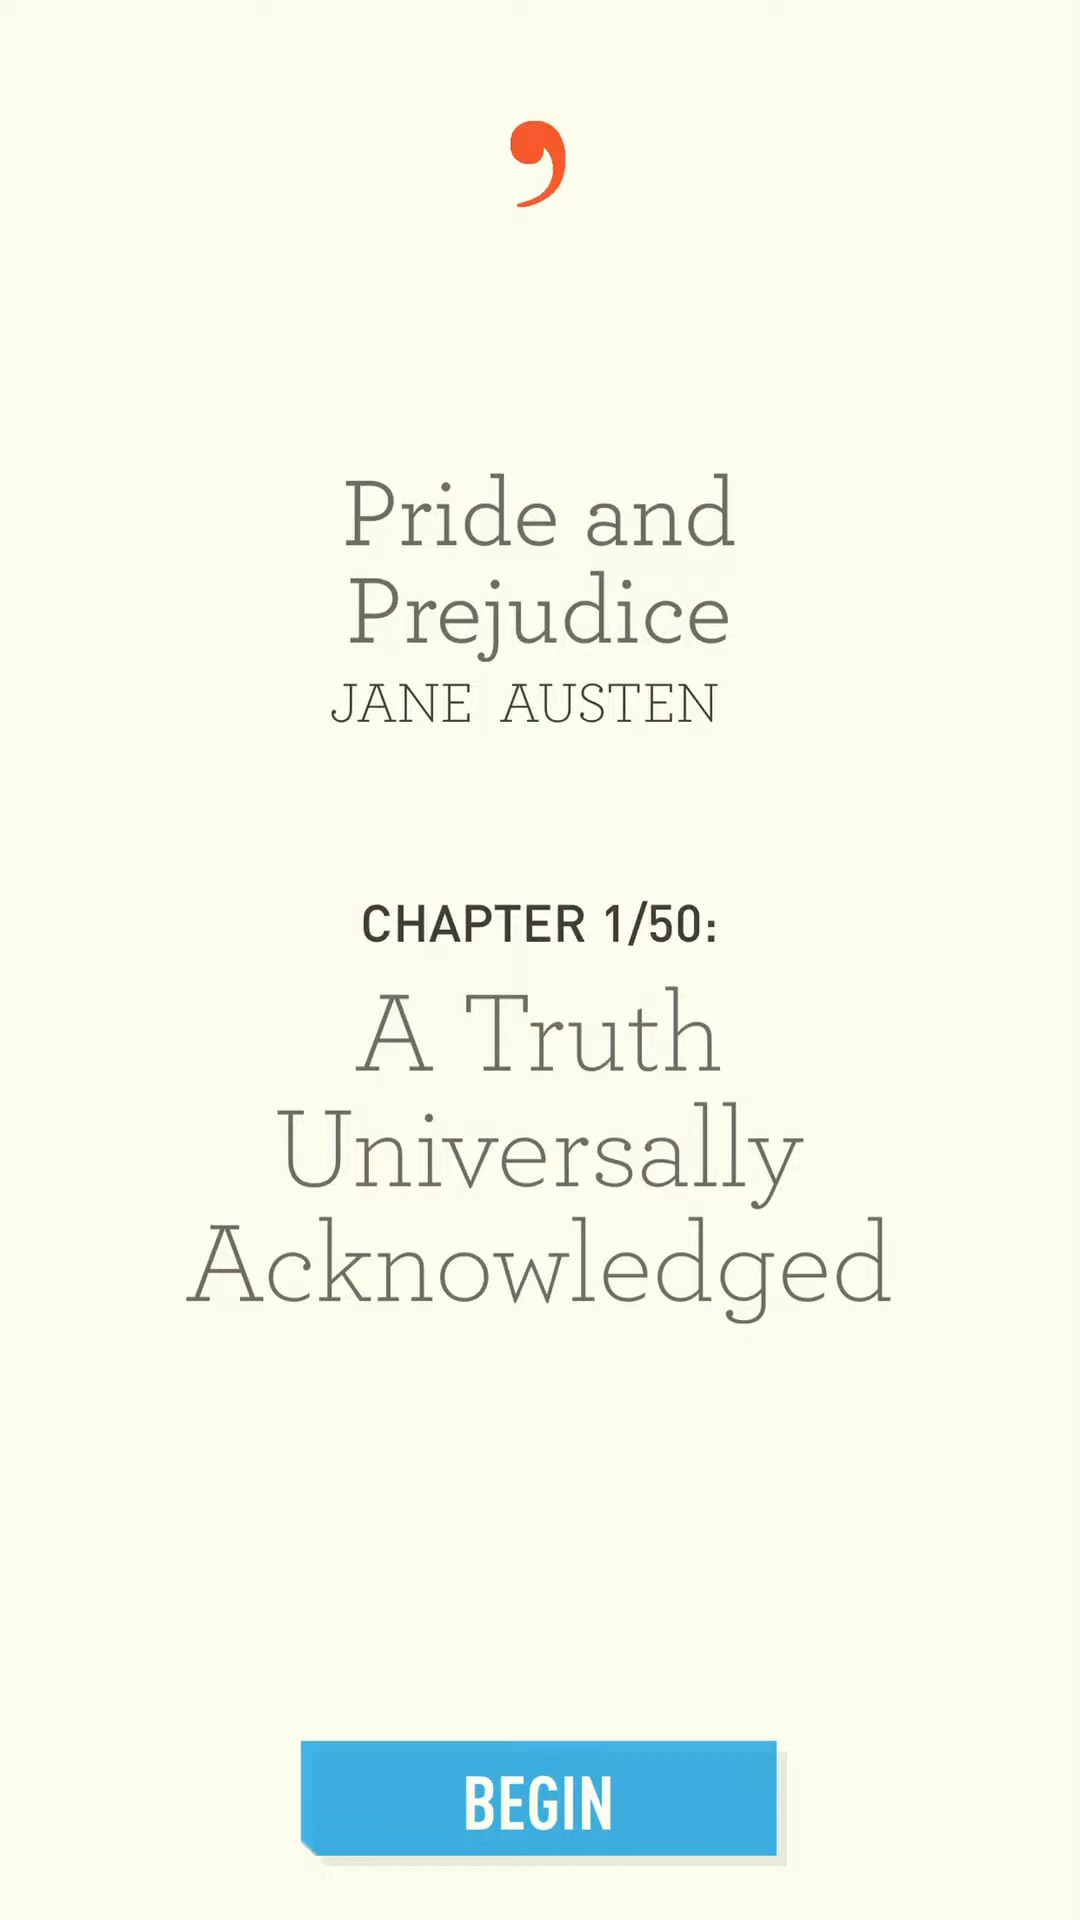 ,
Pride and
Prejudice
JANE AUSTEN
CHAPTER 1/50:
A Truth
Universally
Acknowledged
BEGIN